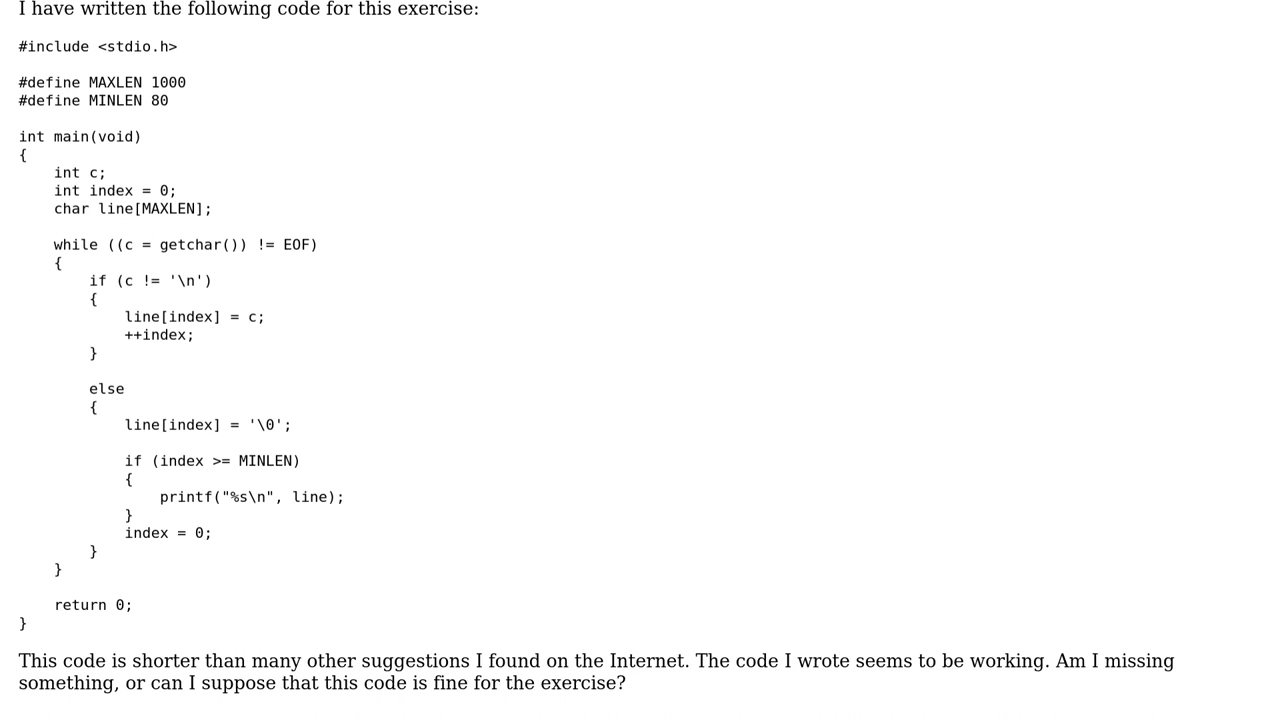 I have written the following code for this exercise:
#include <stdio.h>
#define MAXLEN 1000
#define MINLEN 80
int main(void)
{
    int c;
    int index = 0;
    char line[MAXLEN];
    while ((c = getchar()) != EOF)
    {
        if (c != '\n')
        {
            line[index] = c;
            ++index;
        }
        else
        {
            line[index] = '\0';
            if (index >= MINLEN)
            {
                printf("%s\n", line);
            }
            index = 0;
        }
    }
    return 0;
}
This code is shorter than many other suggestions I found on the Internet. The code I wrote seems to be working. Am I missing
something, or can I suppose that this code is fine for the exercise?